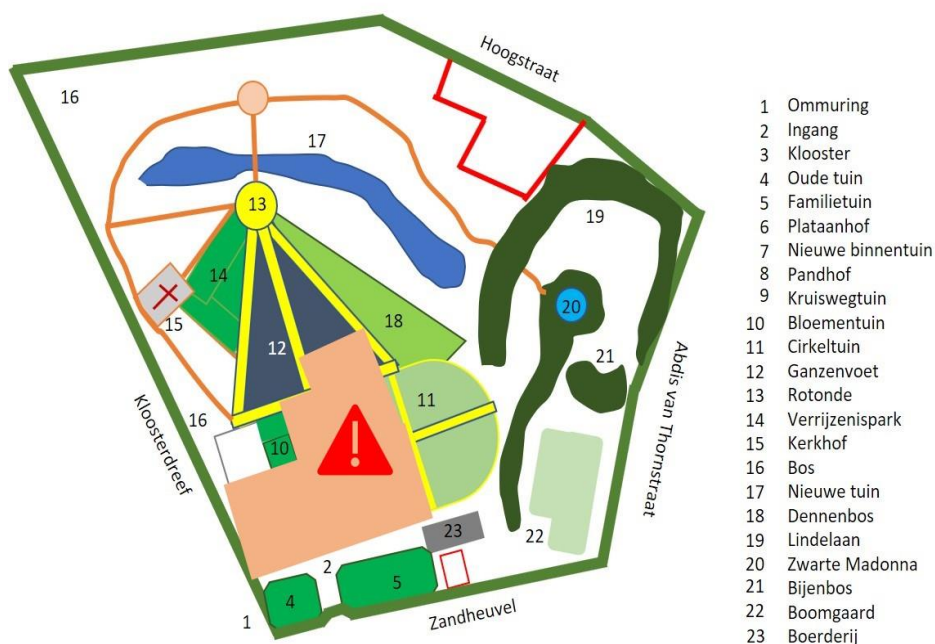 Hoogstraat
16
17
13
19
14
20
15
18
12
21
16
11
10
Kloosterdreef
Abdis van Thornstraat
!
23
22
2
5
4
1
Zandheuvel
1 Ommuring
2 Ingang
3 Klooster
4 Oude tuin
5 Familietuin
6 Plataanhof
7 Nieuwe binnentuin
8 Pandhof
9 Kruiswegtuin
10 Bloementuin
11 Cirkeltuin
12 Ganzenvoet
13 Rotonde
14 Verrijzenispark
15 Kerkhof
16 Bos
17 Nieuwe tuin
18 Dennenbos
19 Lindelaan
20 Zwarte Madonna
21 Bijenbos
22 Boomgaard
23 Boerderij